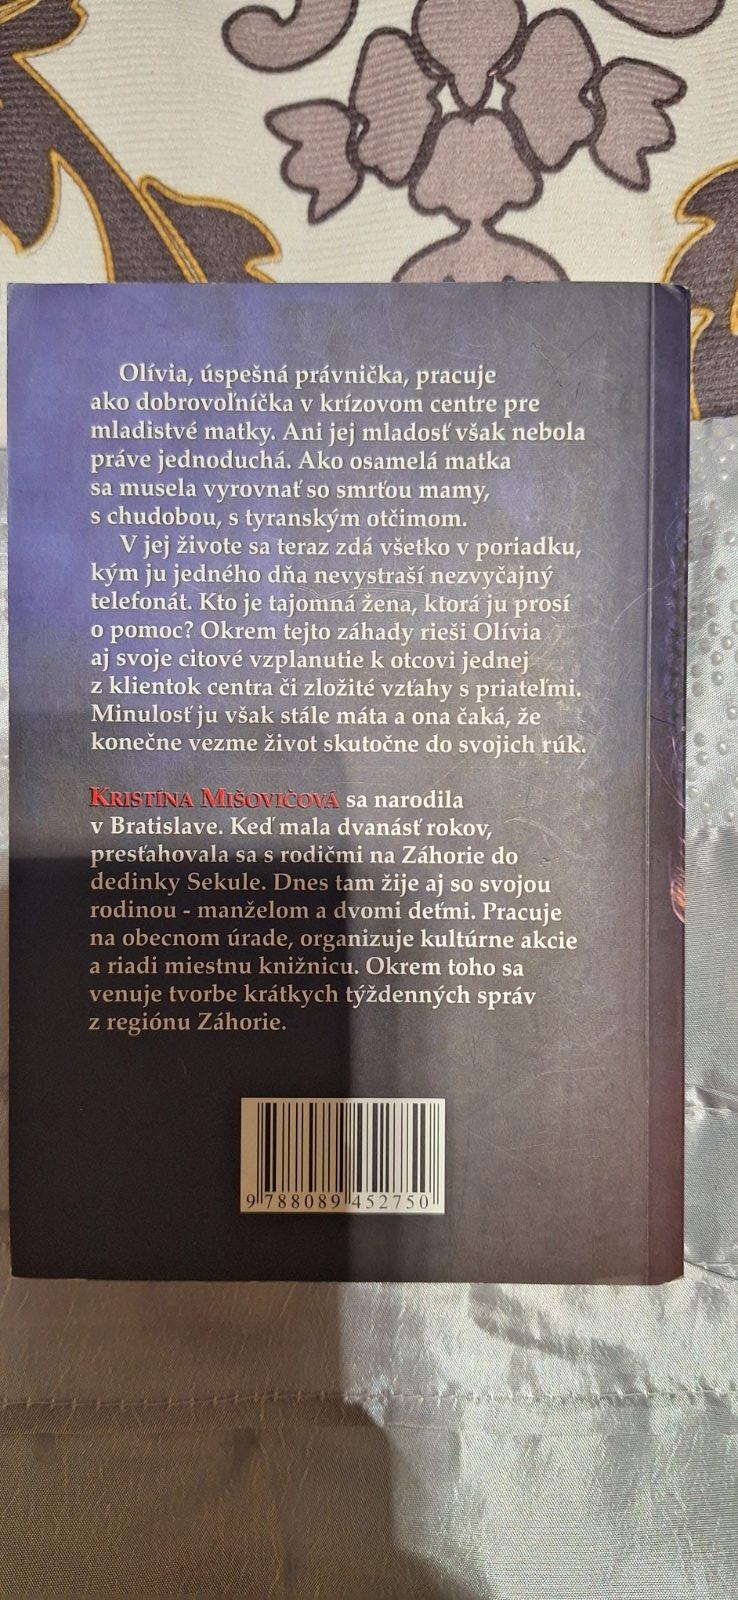 Olívia, úspešná právnička, pracuje
ako dobrovoľníčka v krízovom centre pre
mladistvé matky. Ani jej mladosť však nebola
práve jednoduchá. Ako osamelá matka
sa musela vyrovnať so smrťou mamy,
s chudobou, s tyranským otčimom.
V jej živote sa teraz zdá všetko v poriadku,
kým ju jedného dňa nevystraší nezvyčajný
telefonát. Kto je tajomná žena, ktorá ju prosí
o pomoc? Okrem tejto záhady rieši Olívia
aj svoje citové vzplanutie k otcovi jednej
z klientok centra či zložité vzťahy s priateľmi.
Minulosť ju však stále máta a ona čaká, že
konečne vezme život skutočne do svojich rúk.
KRISTÍNA MIŠOVIČOVÁ sa narodila
v Bratislave. Keď mala dvanásť rokov,
presťahovala sa s rodičmi na Záhorie do
dedinky Sekule. Dnes tam žije aj so svojou
rodinou - manželom a dvomi deťmi. Pracuje
na obecnom úrade, organizuje kultúrne akcie
a riadi miestnu knižnicu. Okrem toho sa
venuje tvorbe krátkych týždenných správ
z regiónu Záhorie.
9 788089 452750